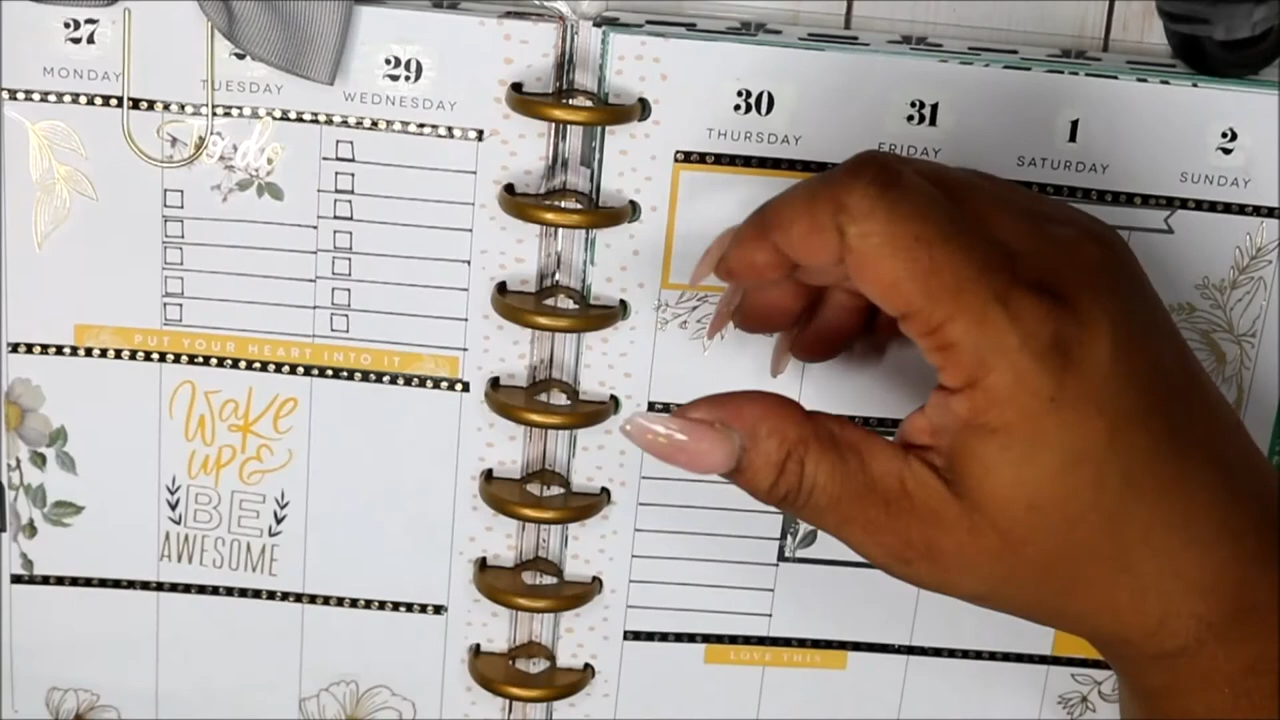 27
MONDAY
TUESDAY
29
WEDNESDAY
30
THURSDAY
31
FRIDAY
1
SATURDAY
2
SUNDAY
To do
PUT YOUR HEART INTO IT
Wake
up &
BE
AWESOME
LOVE THIS